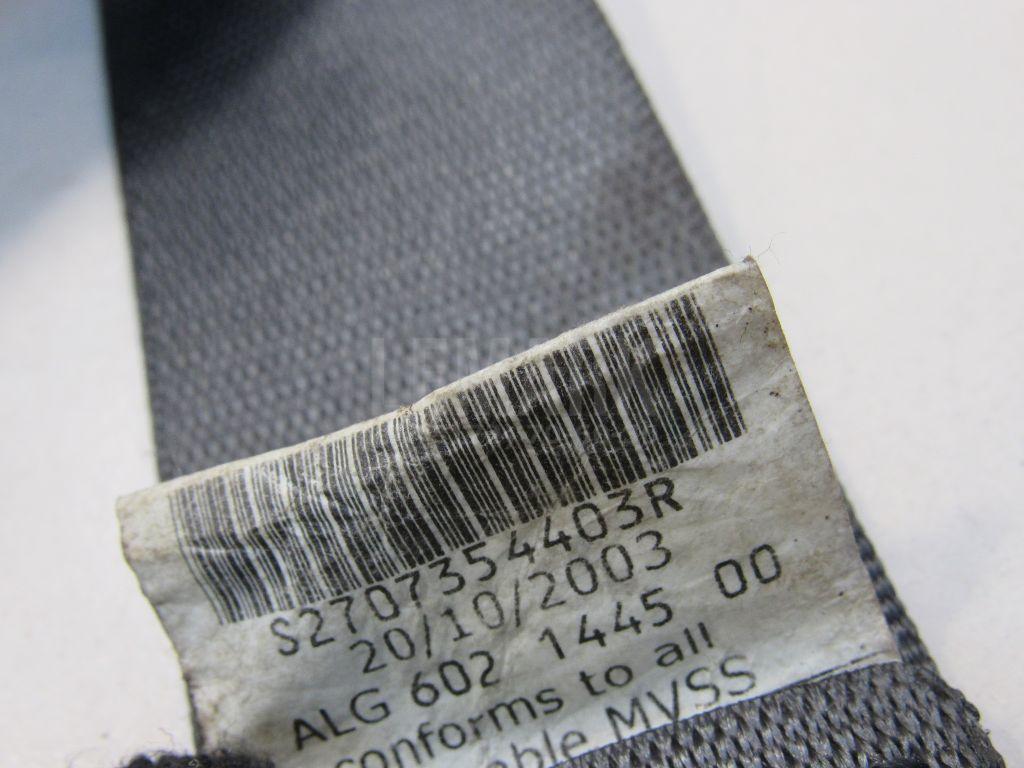 S2707354403R
20/10/2003
ALG 602 1445 00
conforms to all
MVSS